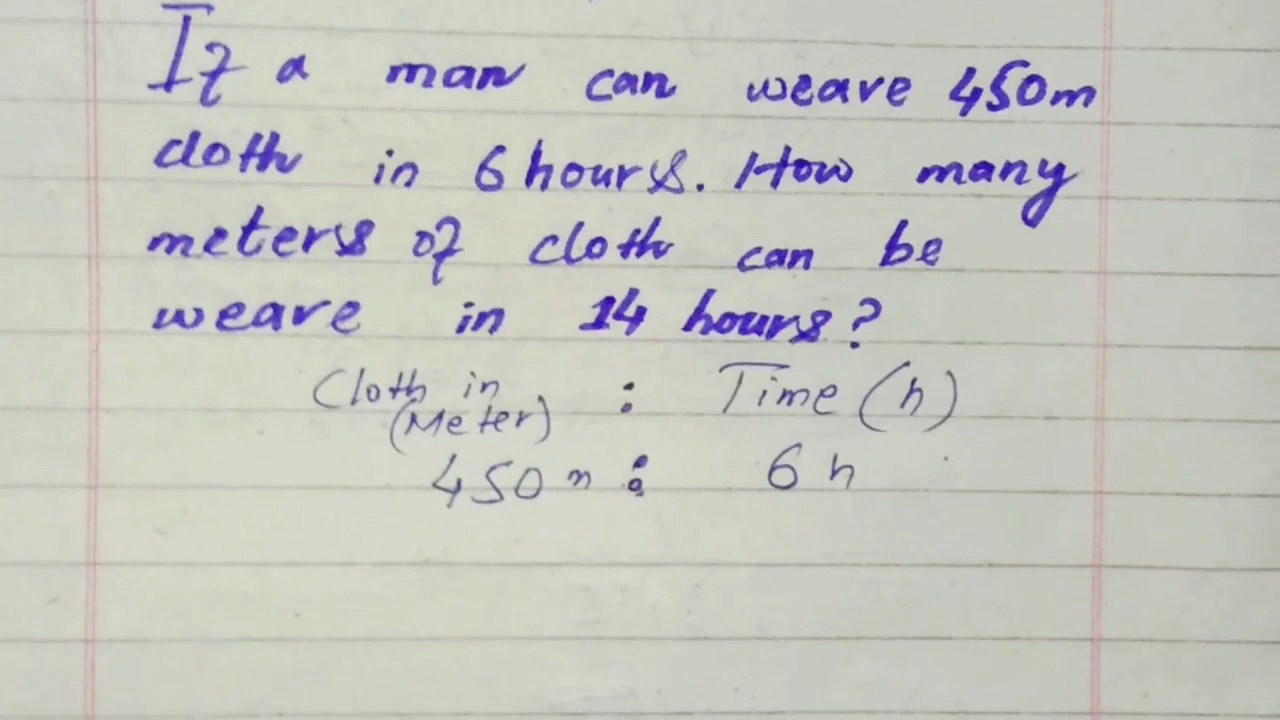 If a man can weave 450m
cloth in 6 hours. How many
meters of cloth can be
weave in 14 hours?
Cloth in : Time (h)
(Meter)
450 m : 6 h